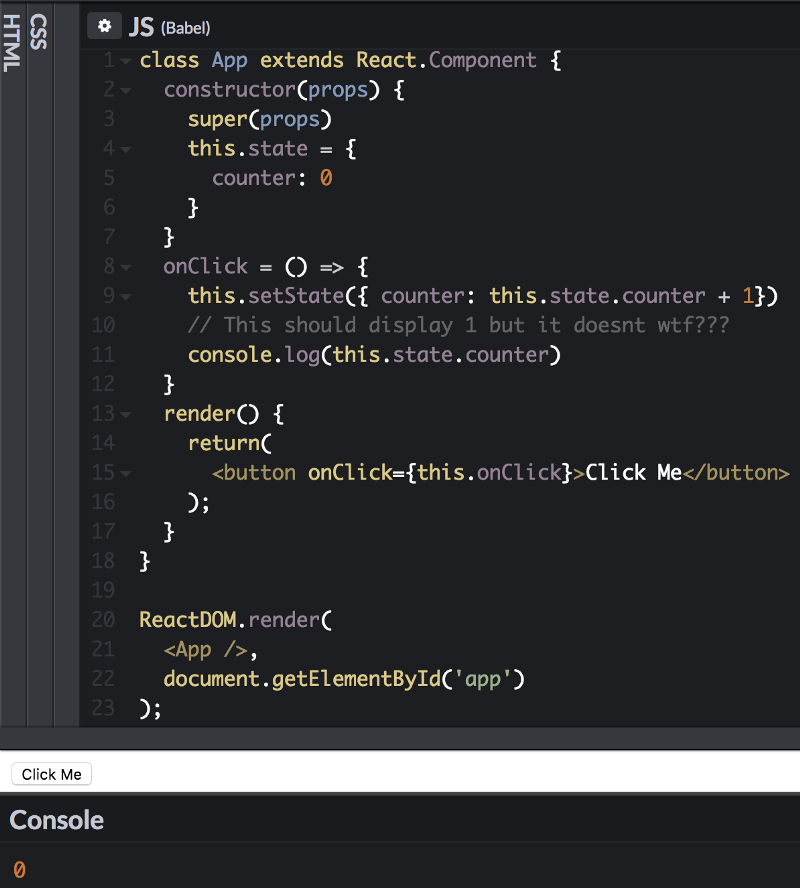 HTML
CSS
JS (Babel)
1 class App extends React.Component {
2 constructor(props) {
3 super(props)
4 this.state = {
5 counter: 0
6 }
7 }
8 onClick = () => {
9 this.setState({ counter: this.state.counter + 1})
10 // This should display 1 but it doesnt wtf???
11 console.log(this.state.counter)
12 }
13 render() {
14 return(
15 <button onClick={this.onClick}>Click Me</button>
16 );
17 }
18 }
19
20 ReactDOM.render(
21 <App />,
22 document.getElementById('app')
23 );
Click Me
Console
0